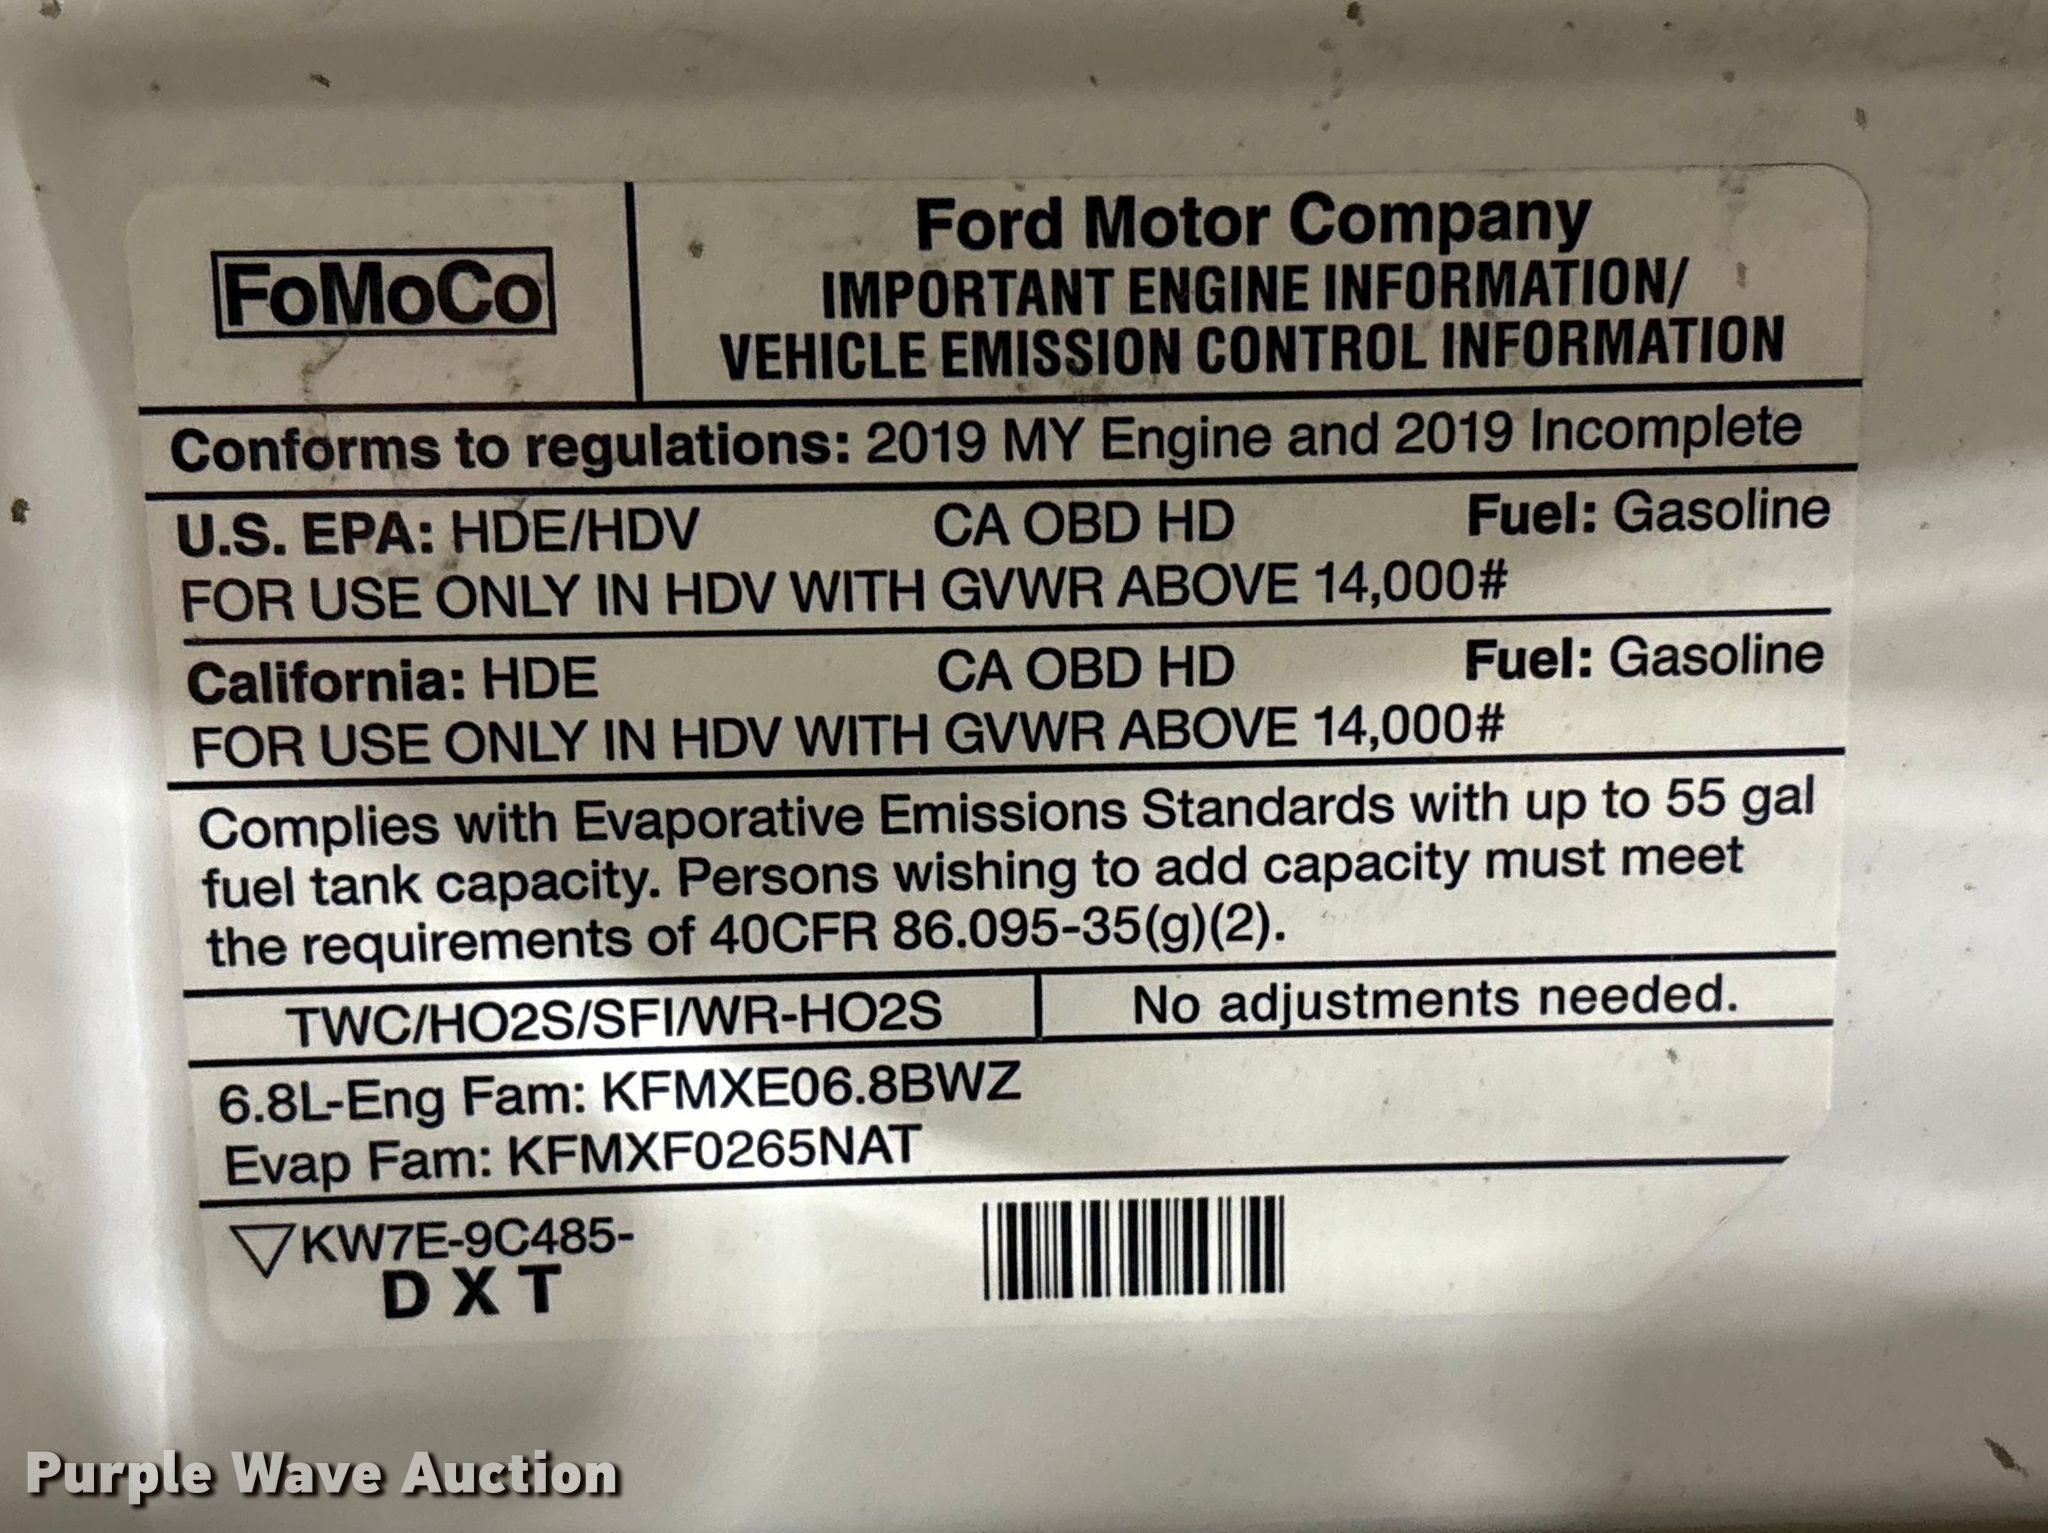 FoMoCo
Ford Motor Company
IMPORTANT ENGINE INFORMATION/
VEHICLE EMISSION CONTROL INFORMATION
Conforms to regulations: 2019 MY Engine and 2019 Incomplete
U.S. EPA: HDE/HDV CA OBD HD Fuel: Gasoline
FOR USE ONLY IN HDV WITH GVWR ABOVE 14,000#
California: HDE CA OBD HD Fuel: Gasoline
FOR USE ONLY IN HDV WITH GVWR ABOVE 14,000#
Complies with Evaporative Emissions Standards with up to 55 gal
fuel tank capacity. Persons wishing to add capacity must meet
the requirements of 40CFR 86.095-35(g)(2).
TWC/HO2S/SFI/WR-HO2S No adjustments needed.
6.8L-Eng Fam: KFMXE06.8BWZ
Evap Fam: KFMXF0265NAT
KW7E-9C485-
D X T
Purple Wave Auction